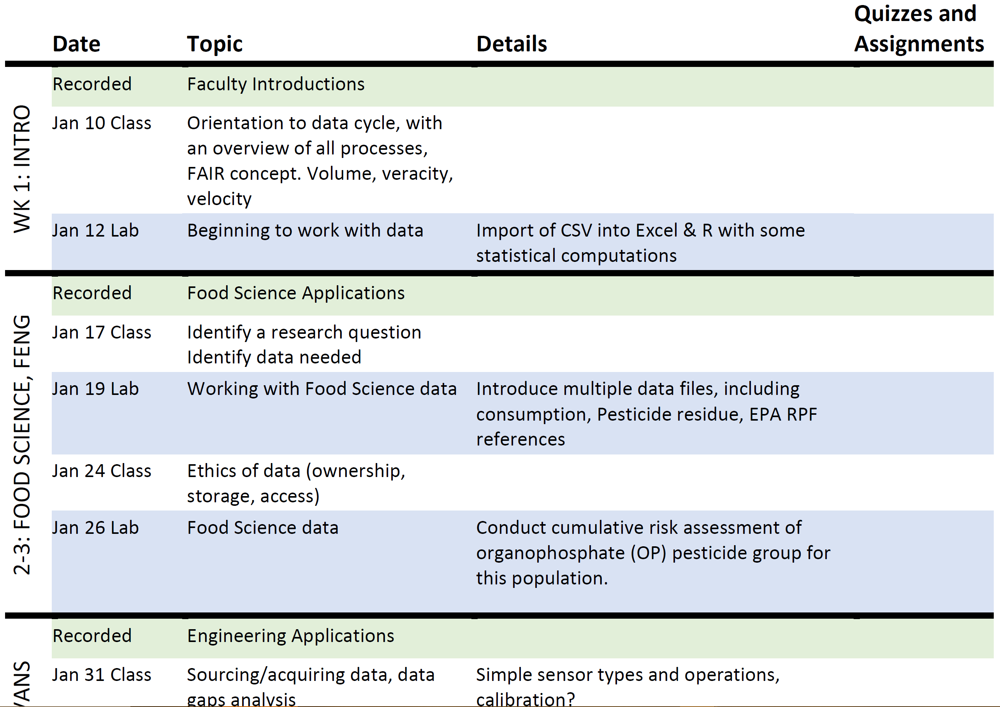 Quizzes and
Date Topic Details Assignments
WK 1: INTRO
Recorded Faculty Introductions
Jan 10 Class Orientation to data cycle, with
an overview of all processes,
FAIR concept. Volume, veracity,
velocity
Jan 12 Lab Beginning to work with data Import of CSV into Excel & R with some
statistical computations
2-3: FOOD SCIENCE, FENG
Recorded Food Science Applications
Jan 17 Class Identify a research question
Identify data needed
Jan 19 Lab Working with Food Science data Introduce multiple data files, including
consumption, Pesticide residue, EPA RPF
references
Jan 24 Class Ethics of data (ownership,
storage, access)
Jan 26 Lab Food Science data Conduct cumulative risk assessment of
organophosphate (OP) pesticide group for
this population.
VANS
Recorded Engineering Applications
Jan 31 Class Sourcing/acquiring data, data Simple sensor types and operations,
gaps analysis calibration?